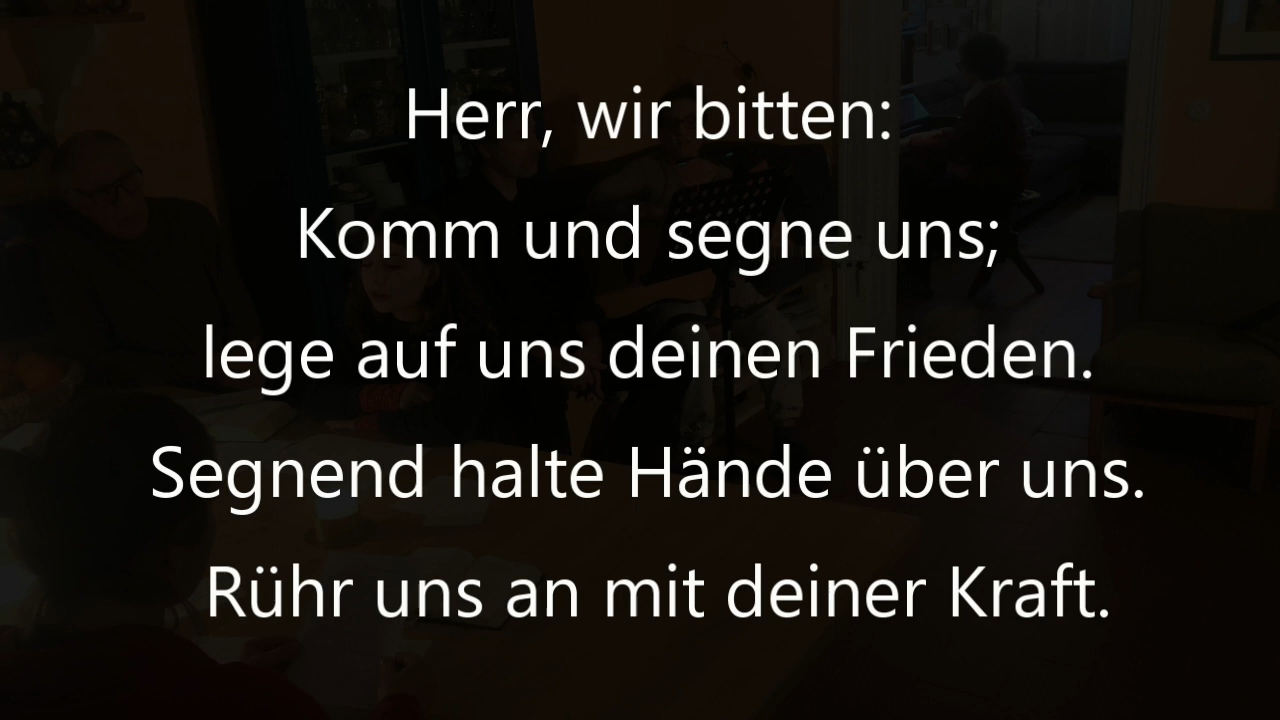 Herr, wir bitten:
Komm und segne uns;
lege auf uns deinen Frieden.
Segnend halte Hände über uns.
Rühr uns an mit deiner Kraft.